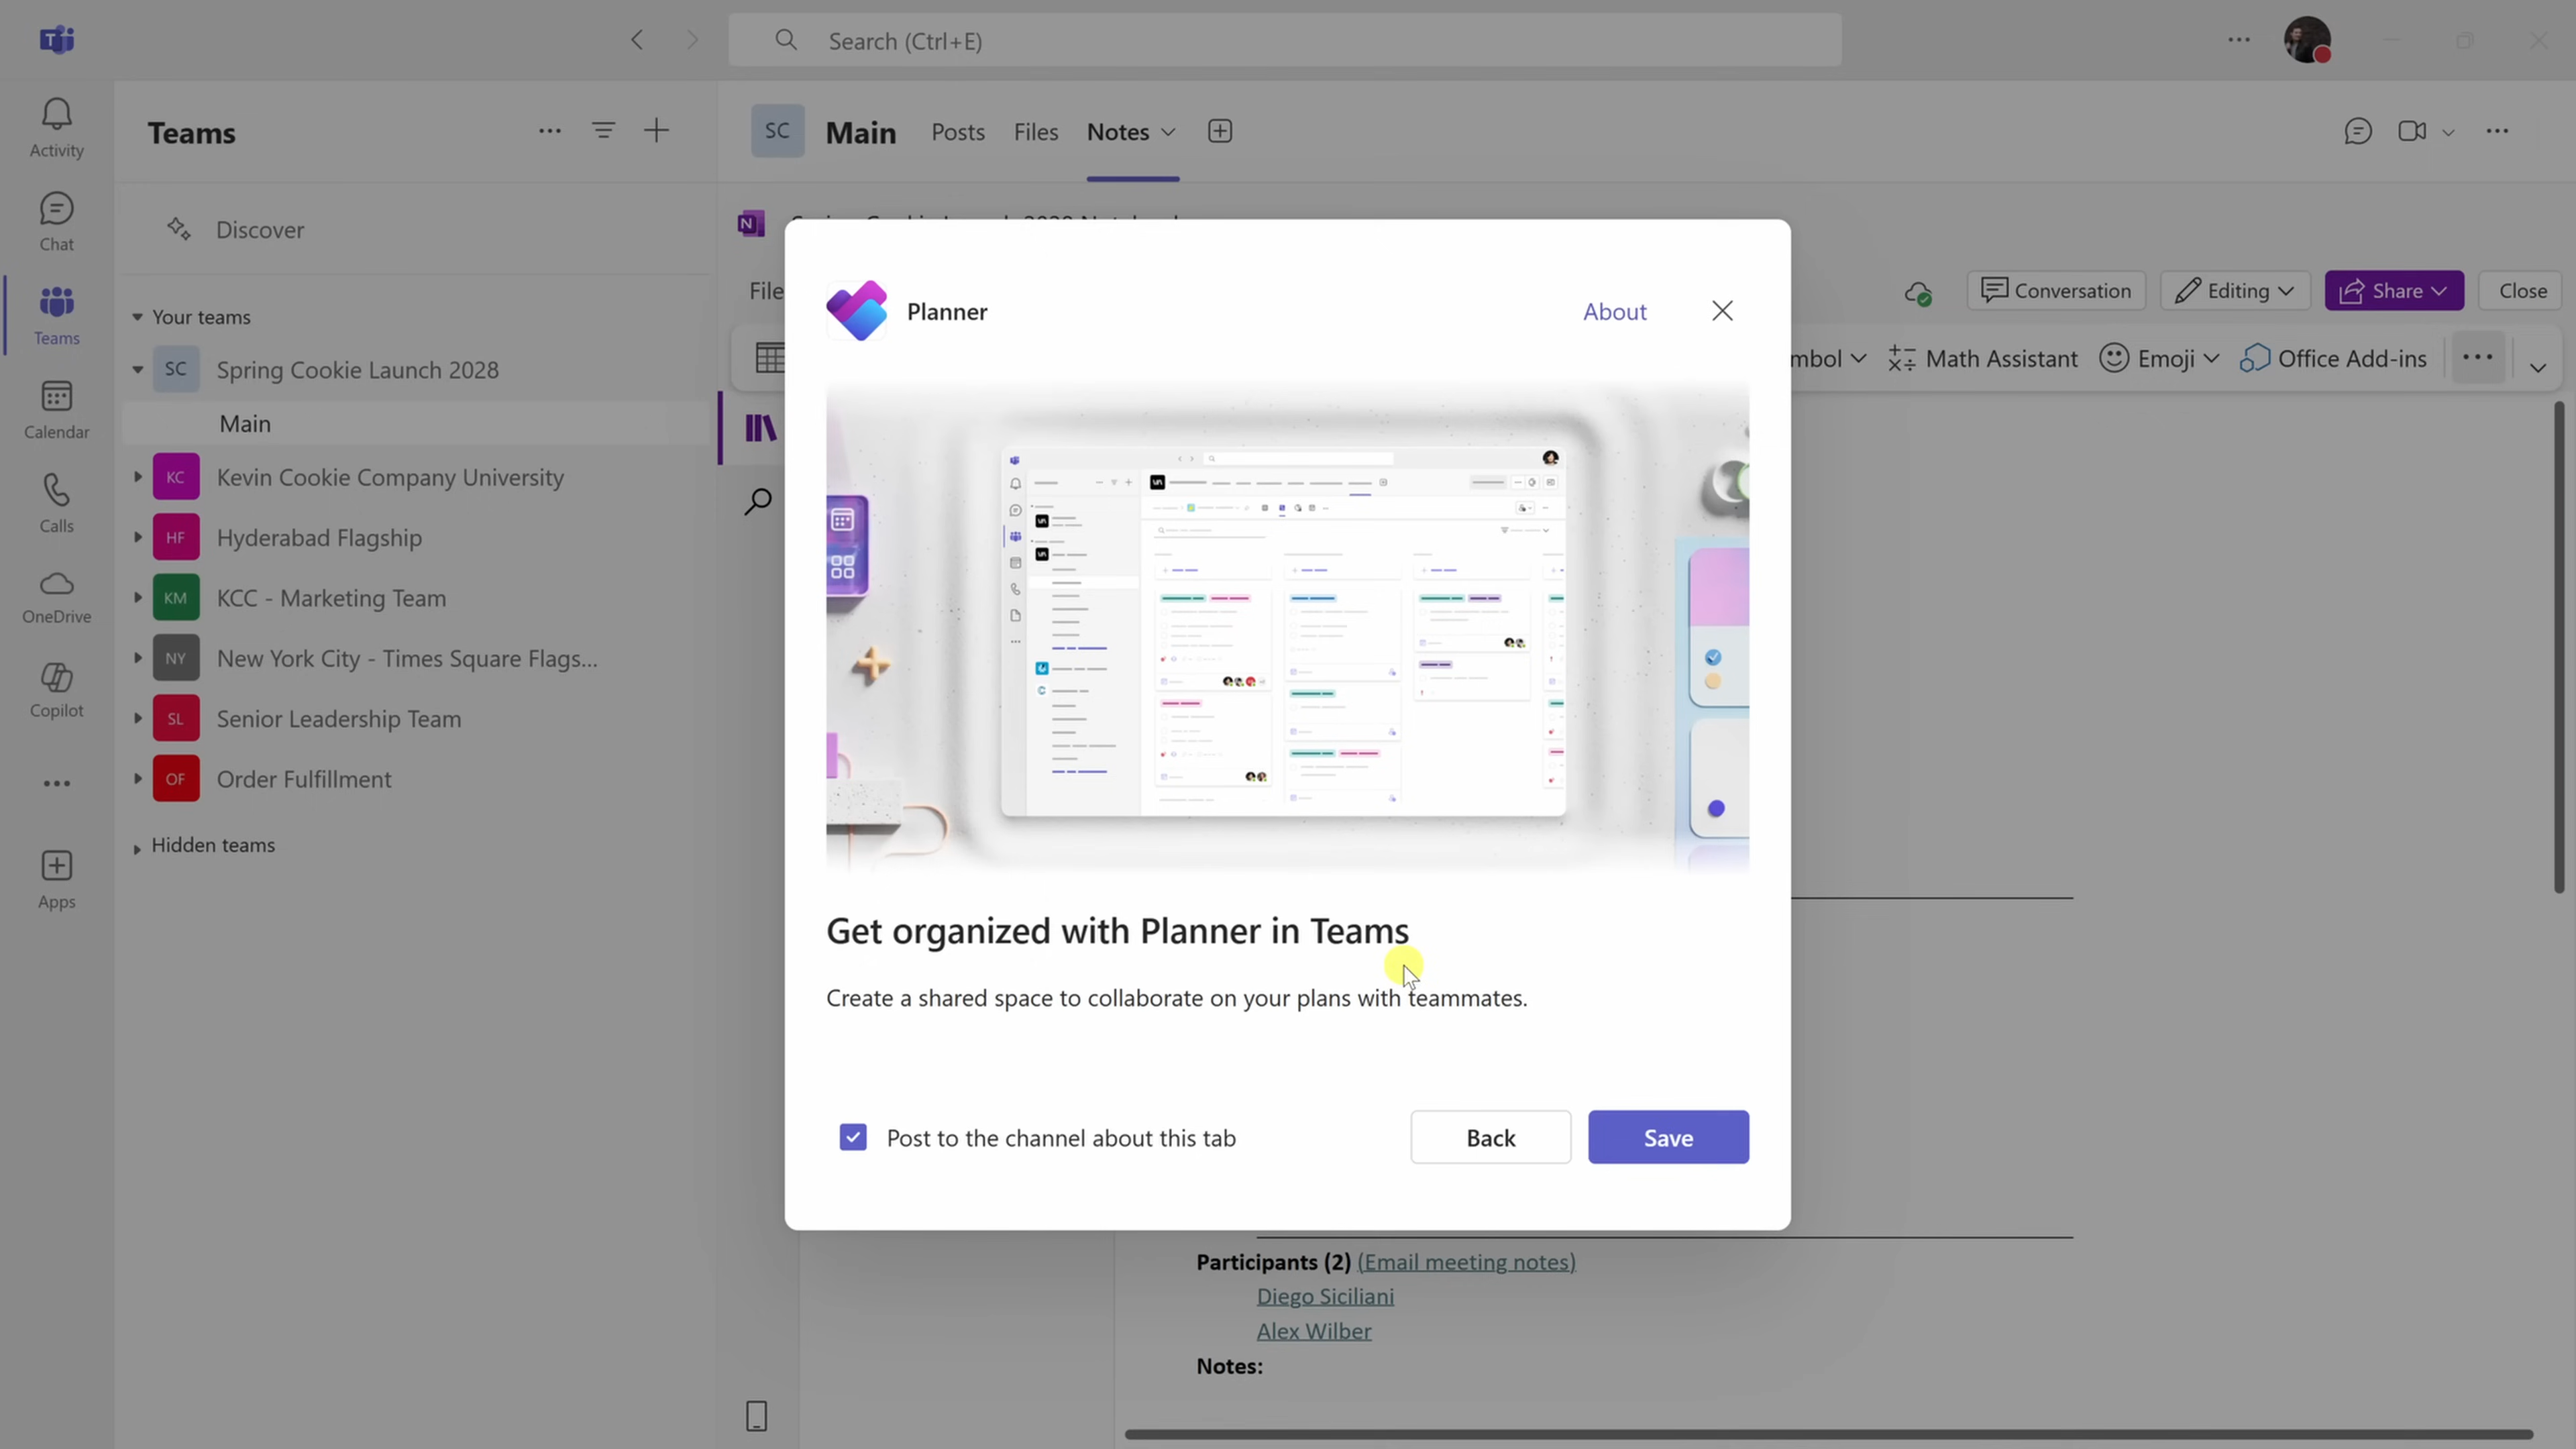 Search (Ctrl+E)
Activity
Chat
Teams
Calendar
Calls
OneDrive
Copilot
Apps
Teams
Discover
Your teams
SC Spring Cookie Launch 2028
Main
KC Kevin Cookie Company University
HF Hyderabad Flagship
KM KCC - Marketing Team
NY New York City - Times Square Flags...
SL Senior Leadership Team
OF Order Fulfillment
Hidden teams
SC Main Posts Files Notes
File
Conversation Editing Share Close
mbol Math Assistant Emoji Office Add-ins
Planner
About
Get organized with Planner in Teams
Create a shared space to collaborate on your plans with teammates.
Post to the channel about this tab
Back
Save
Participants (2) (Email meeting notes)
Diego Siciliani
Alex Wilber
Notes: